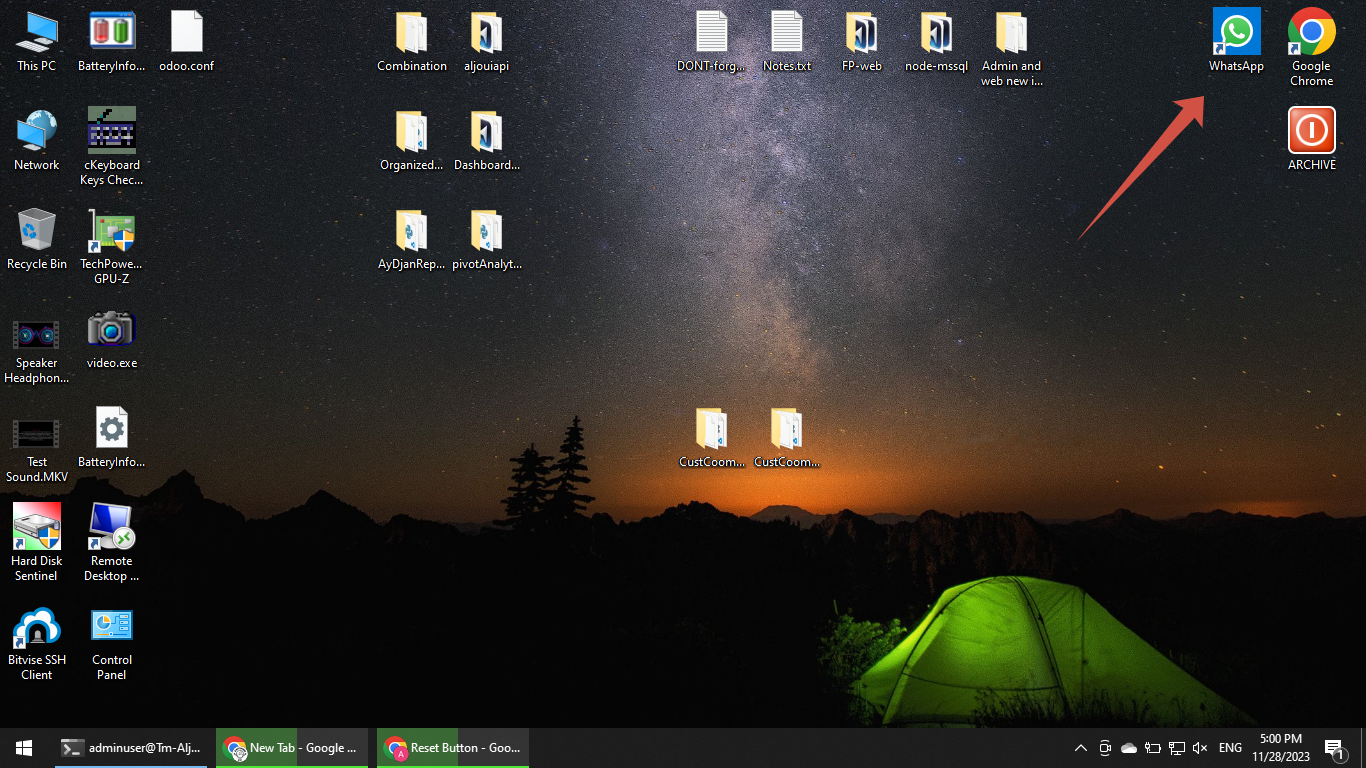 This PC
BatteryInfo...
odoo.conf
Combination
aljouiapi
DONT-forg...
Notes.txt
FP-web
node-mssql
Admin and
web new i...
WhatsApp
Google
Chrome
Network
cKeyboard
Keys Chec...
Organized...
Dashboard...
ARCHIVE
Recycle Bin
TechPowe...
GPU-Z
AyDjanRep...
pivotAnalyt...
Speaker
Headphon...
video.exe
Test
Sound.MKV
BatteryInfo...
CustCoom...
CustCoom...
Hard Disk
Sentinel
Remote
Desktop ...
Bitvise SSH
Client
Control
Panel
adminuser@Tm-Alj...
New Tab - Google ...
A
Reset Button - Goo...
ENG
5:00 PM
11/28/2023
1